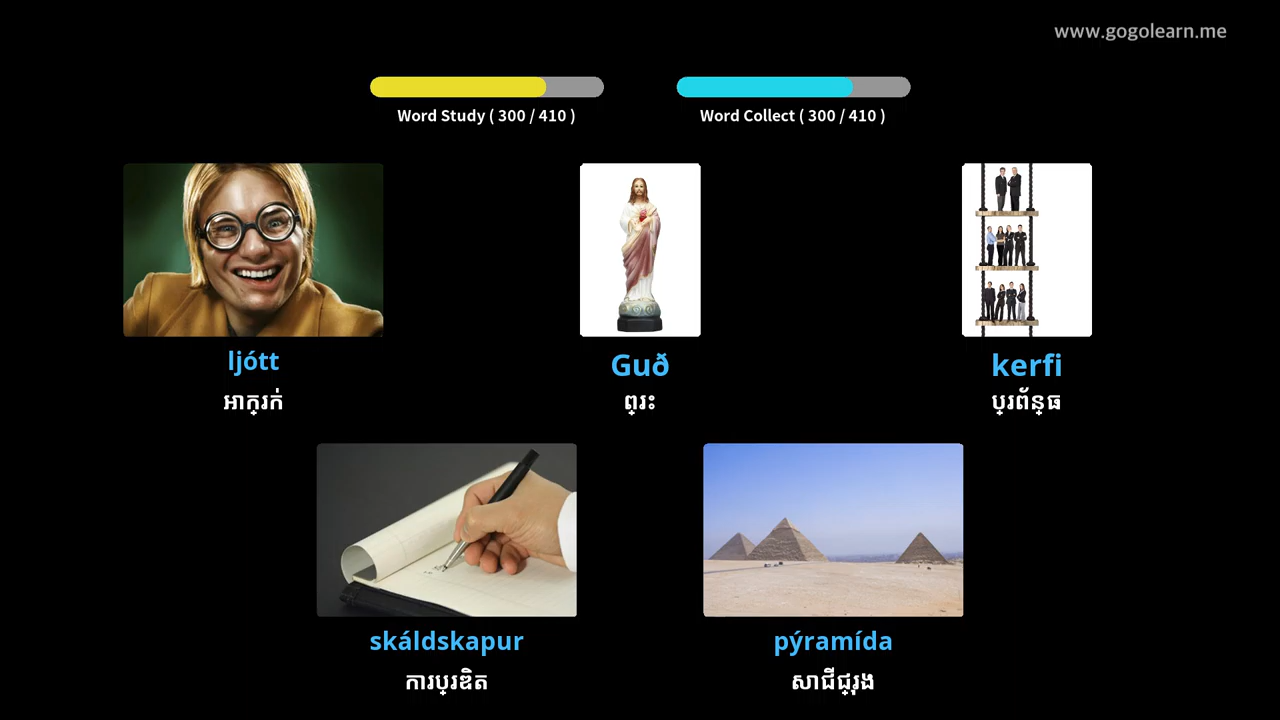 www.gogolearn.me
Word Study ( 300 / 410 )
Word Collect ( 300 / 410 )
ljótt
អាក្រក់
Guð
ព្រះ
kerfi
ប្រព័ន្ធ
skáldskapur
ការប្រឌិត
pýramída
សាជីជ្រុង